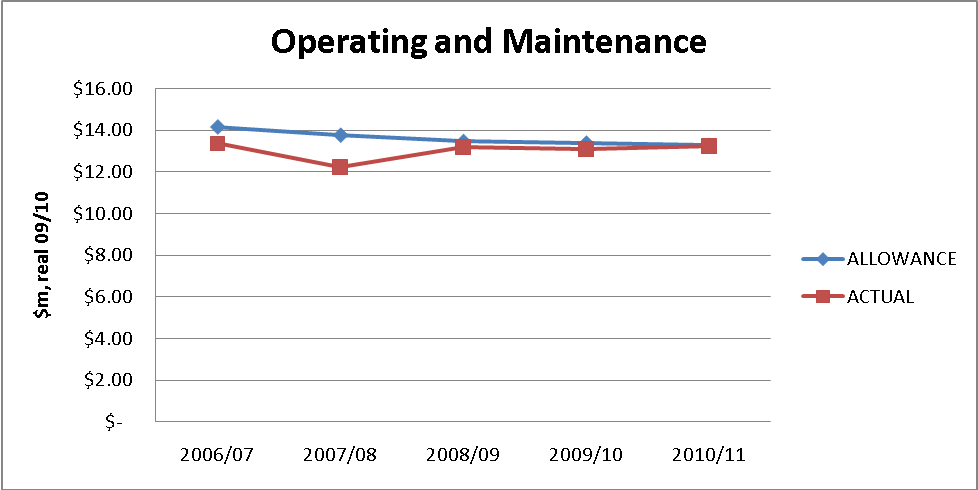 Operating and Maintenance
$16.00
$14.00
$12.00
$10.00
$8.00
$6.00
$4.00
$2.00
$-
$m, real 09/10
2006/07 2007/08 2008/09 2009/10 2010/11
ALLOWANCE
ACTUAL